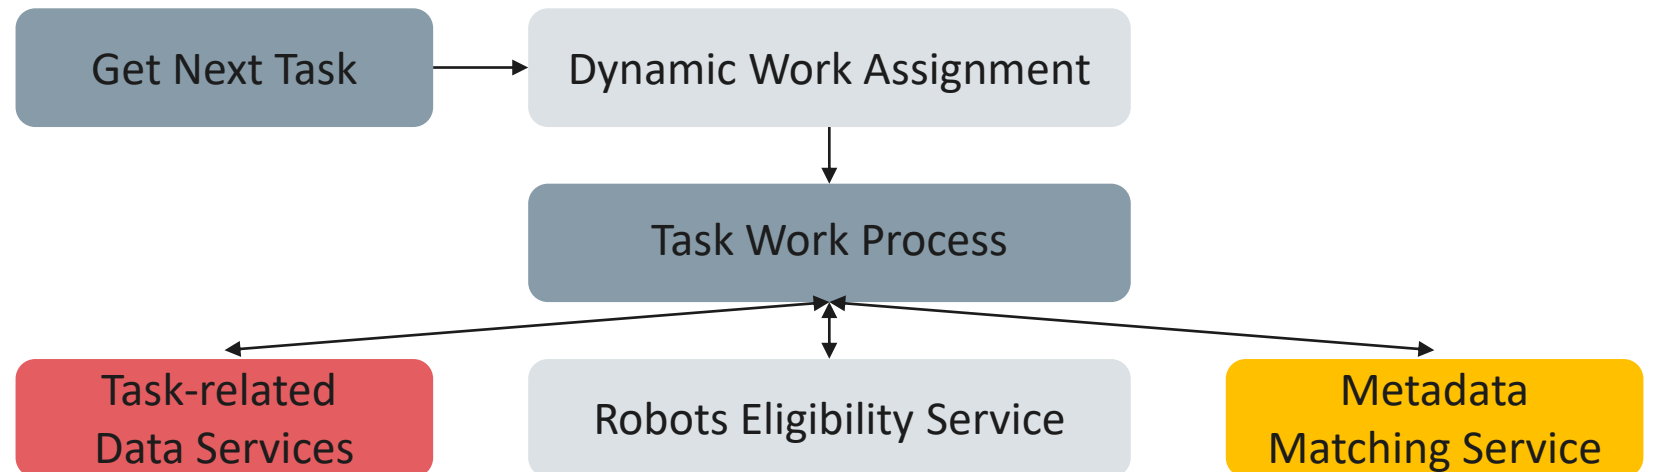 Get Next Task
Dynamic Work Assignment
Task Work Process
Task-related
Data Services
Robots Eligibility Service
Metadata
Matching Service